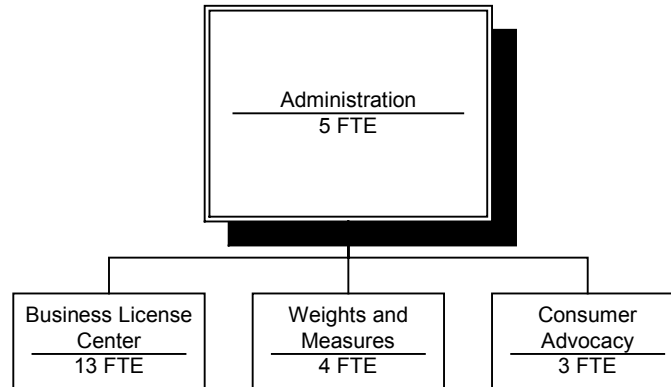 Administration
5 FTE
Business License
Center
13 FTE
Weights and
Measures
4 FTE
Consumer
Advocacy
3 FTE